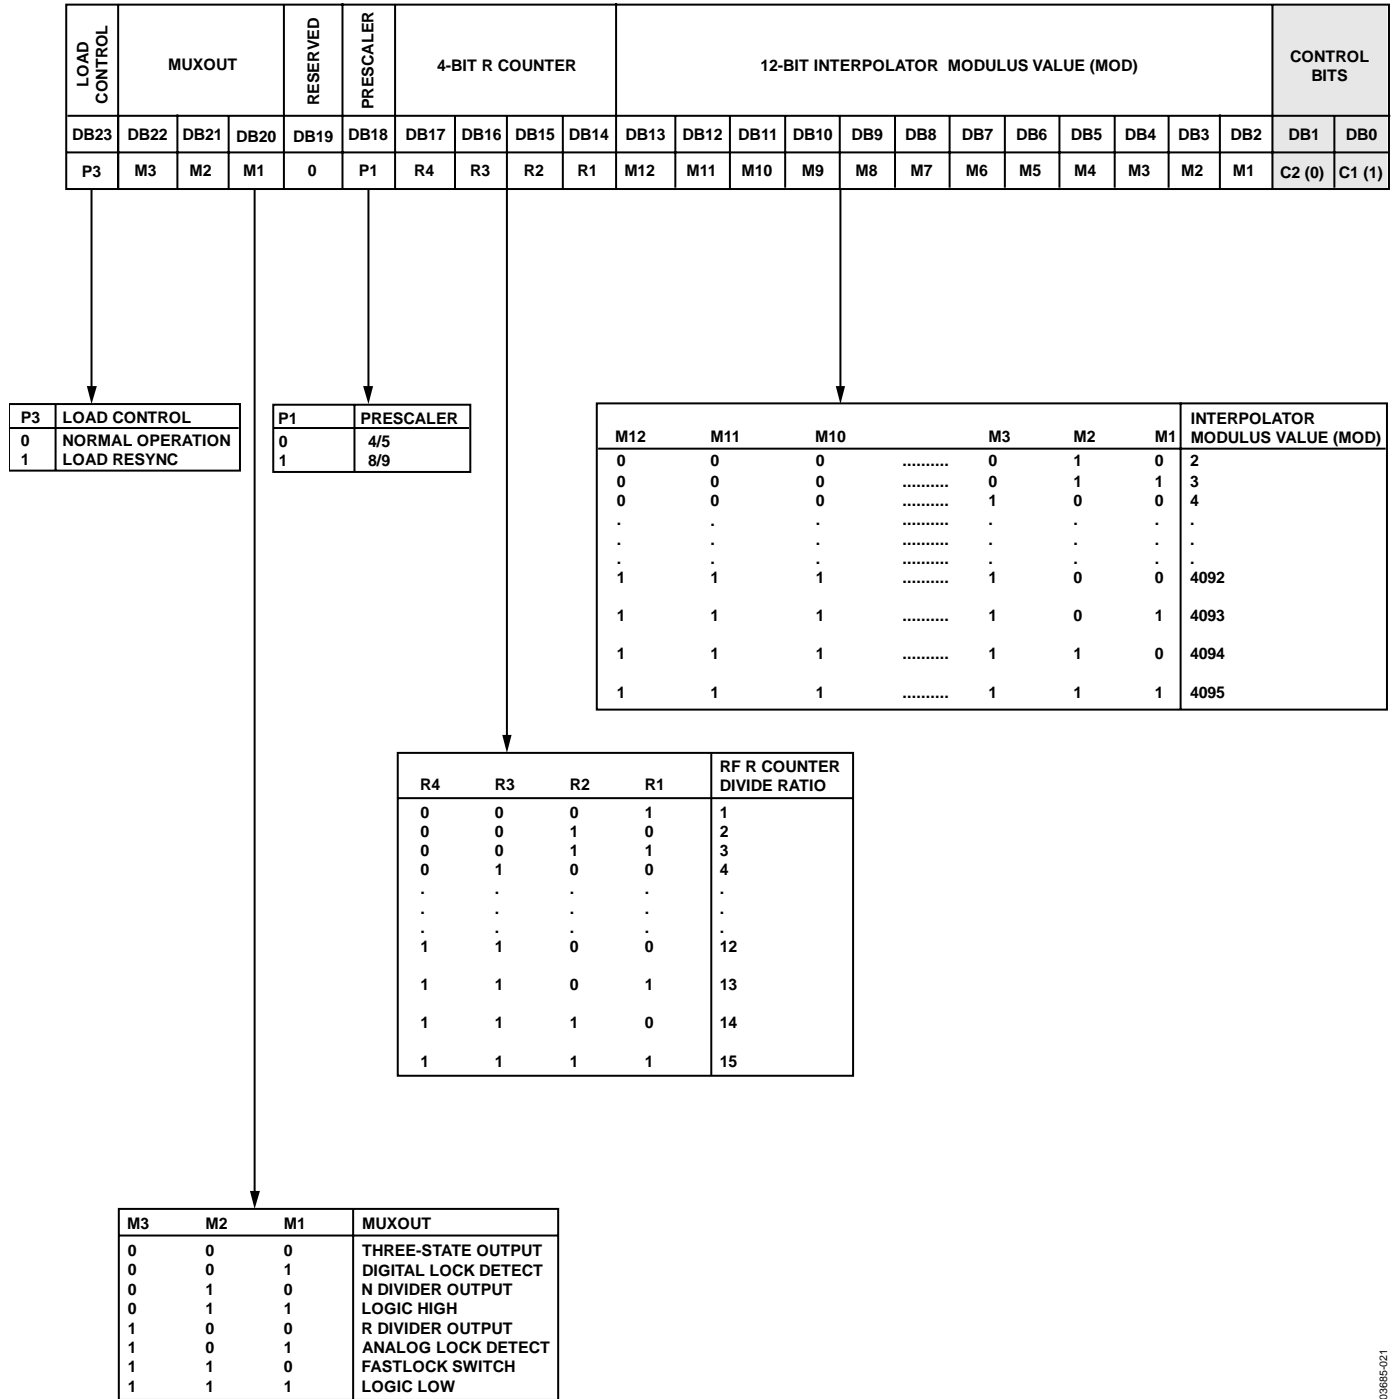 LOAD CONTROL
MUXOUT
RESERVED
PRESCALER
4-BIT R COUNTER
12-BIT INTERPOLATOR MODULUS VALUE (MOD)
CONTROL BITS
DB23 DB22 DB21 DB20 DB19 DB18 DB17 DB16 DB15 DB14 DB13 DB12 DB11 DB10 DB9 DB8 DB7 DB6 DB5 DB4 DB3 DB2 DB1 DB0
P3 M3 M2 M1 0 P1 R4 R3 R2 R1 M12 M11 M10 M9 M8 M7 M6 M5 M4 M3 M2 M1 C2 (0) C1 (1)
P3 LOAD CONTROL
0 NORMAL OPERATION
1 LOAD RESYNC
P1 PRESCALER
0 4/5
1 8/9
INTERPOLATOR
M12 M11 M10 M3 M2 M1 MODULUS VALUE (MOD)
0 0 0 .......... 0 1 0 2
0 0 0 .......... 0 1 1 3
0 0 0 .......... 1 0 0 4
. . . .......... . . . .
. . . .......... . . . .
. . . .......... . . . .
1 1 1 .......... 1 0 0 4092
1 1 1 .......... 1 0 1 4093
1 1 1 .......... 1 1 0 4094
1 1 1 .......... 1 1 1 4095
RF R COUNTER
R4 R3 R2 R1 DIVIDE RATIO
0 0 0 1 1
0 0 1 0 2
0 0 1 1 3
0 1 0 0 4
. . . . .
. . . . .
. . . . .
1 1 0 0 12
1 1 0 1 13
1 1 1 0 14
1 1 1 1 15
M3 M2 M1 MUXOUT
0 0 0 THREE-STATE OUTPUT
0 0 1 DIGITAL LOCK DETECT
0 1 0 N DIVIDER OUTPUT
0 1 1 LOGIC HIGH
1 0 0 R DIVIDER OUTPUT
1 0 1 ANALOG LOCK DETECT
1 1 0 FASTLOCK SWITCH
1 1 1 LOGIC LOW
03685-021